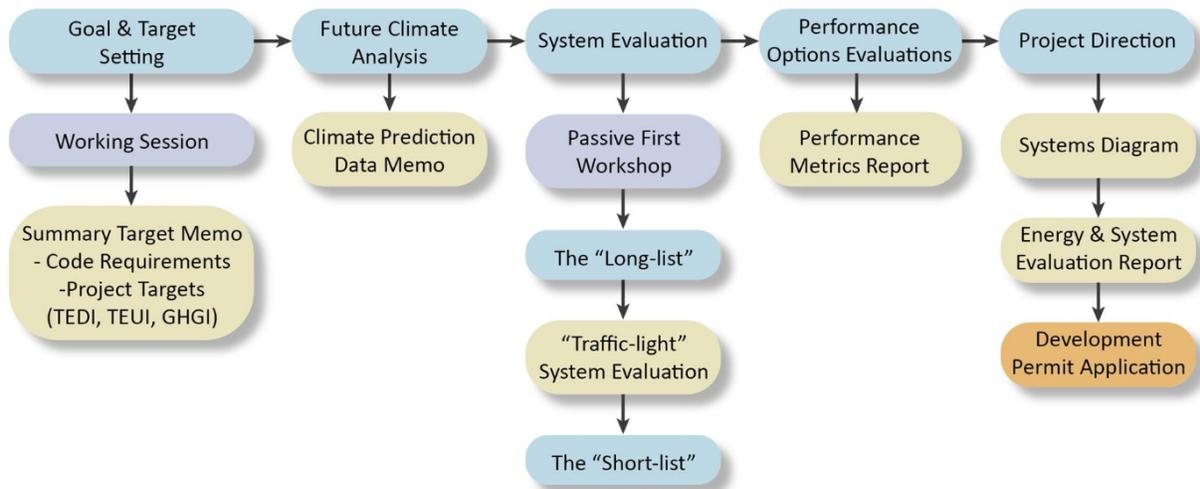 Goal & Target
Setting
Future Climate
Analysis
System Evaluation
Performance
Options Evaluations
Project Direction
Working Session
Climate Prediction
Data Memo
Passive First
Workshop
Performance
Metrics Report
Systems Diagram
Summary Target Memo
- Code Requirements
-Project Targets
(TEDI, TEUI, GHGI)
The “Long-list”
Energy & System
Evaluation Report
“Traffic-light”
System Evaluation
Development
Permit Application
The “Short-list”